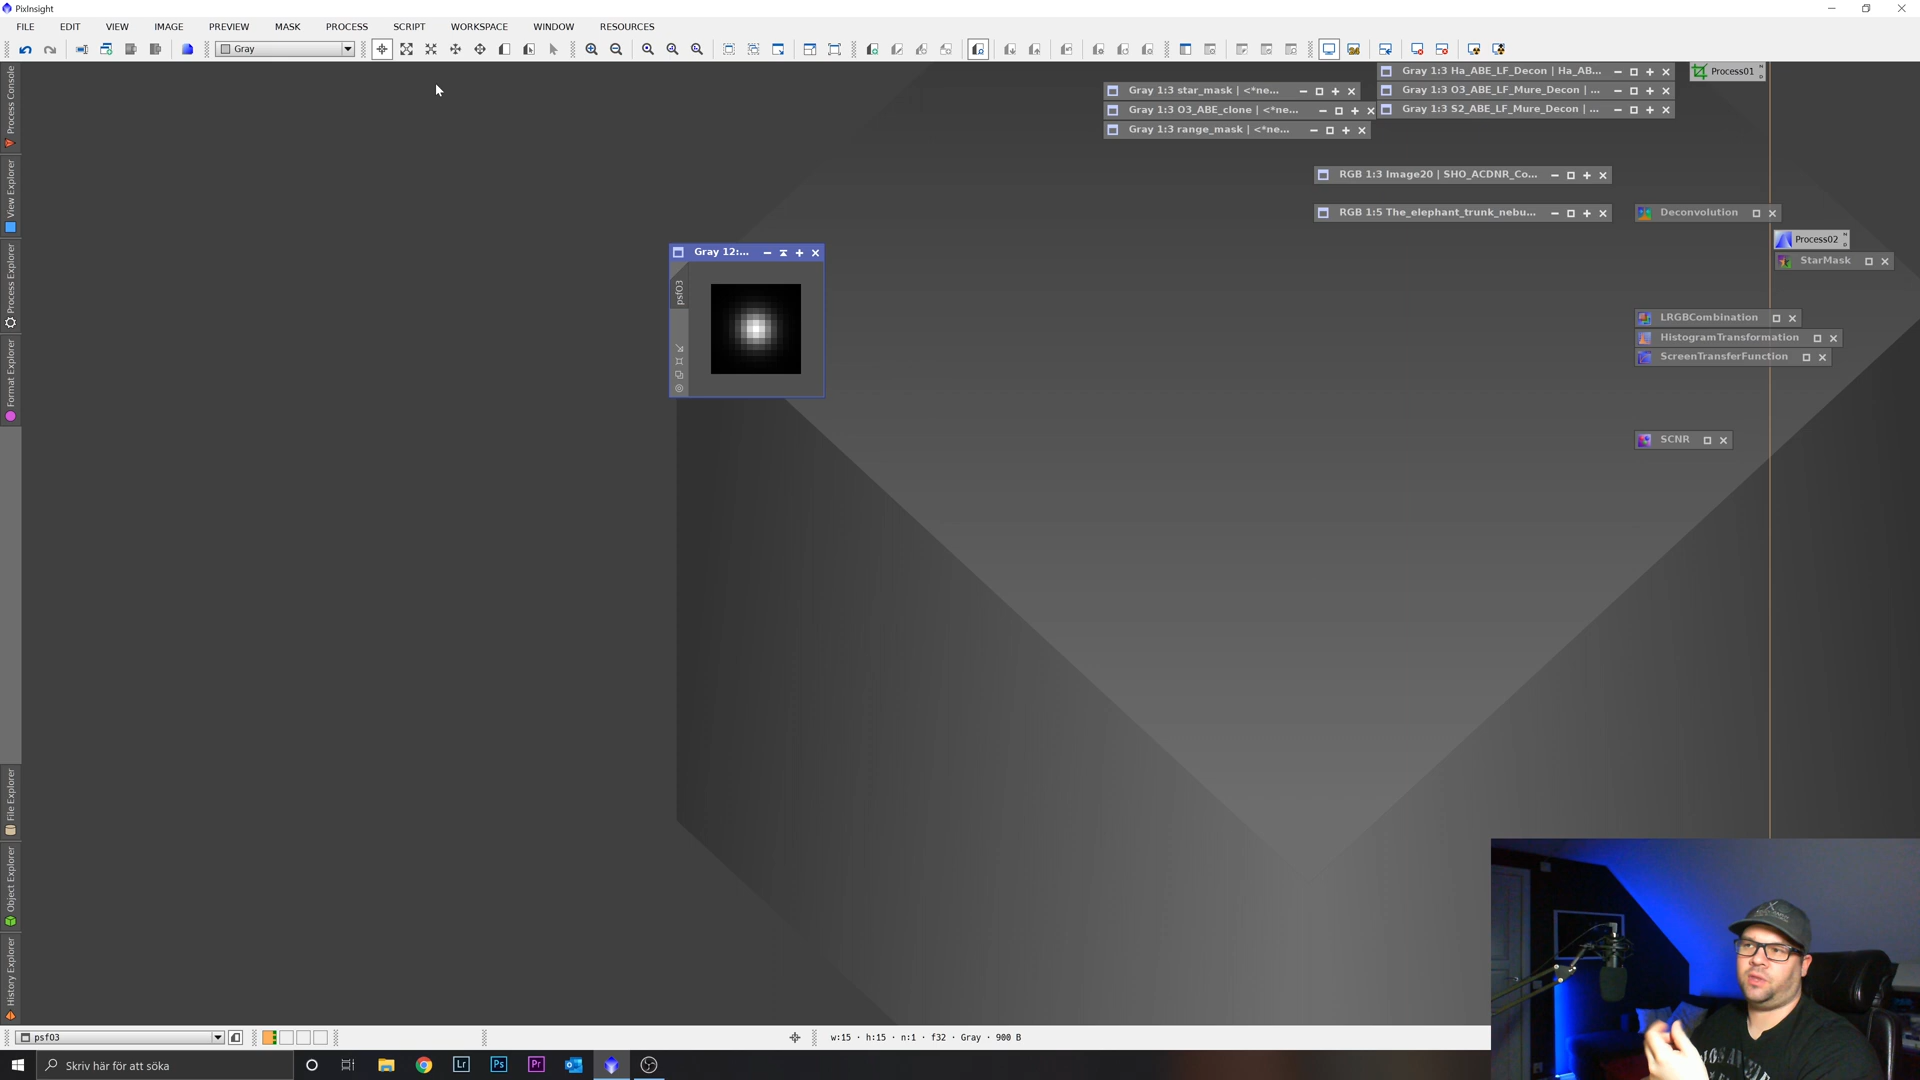 PixInsight
FILE EDIT VIEW IMAGE PREVIEW MASK PROCESS SCRIPT WORKSPACE WINDOW RESOURCES
Gray
Process Console
View Explorer
Process Explorer
Format Explorer
File Explorer
Object Explorer
History Explorer
Gray 1:3 Ha_ABE_LF_Decon | Ha_AB...
Process01
Gray 1:3 star_mask | <*ne...
Gray 1:3 O3_ABE_LF_Mure_Decon | ...
Gray 1:3 O3_ABE_clone | <*ne...
Gray 1:3 S2_ABE_LF_Mure_Decon | ...
Gray 1:3 range_mask | <*ne...
RGB 1:3 Image20 | SHO_ACDNR_Co...
RGB 1:5 The_elephant_trunk_nebu...
Deconvolution
Process02
StarMask
Gray 12:...
psf03
LRGBCombination
HistogramTransformation
ScreenTransferFunction
SCNR
psf03
w:15 · h:15 · n:1 · f32 · Gray · 900 B
Skriv här för att söka
Lr
Ps
Pr